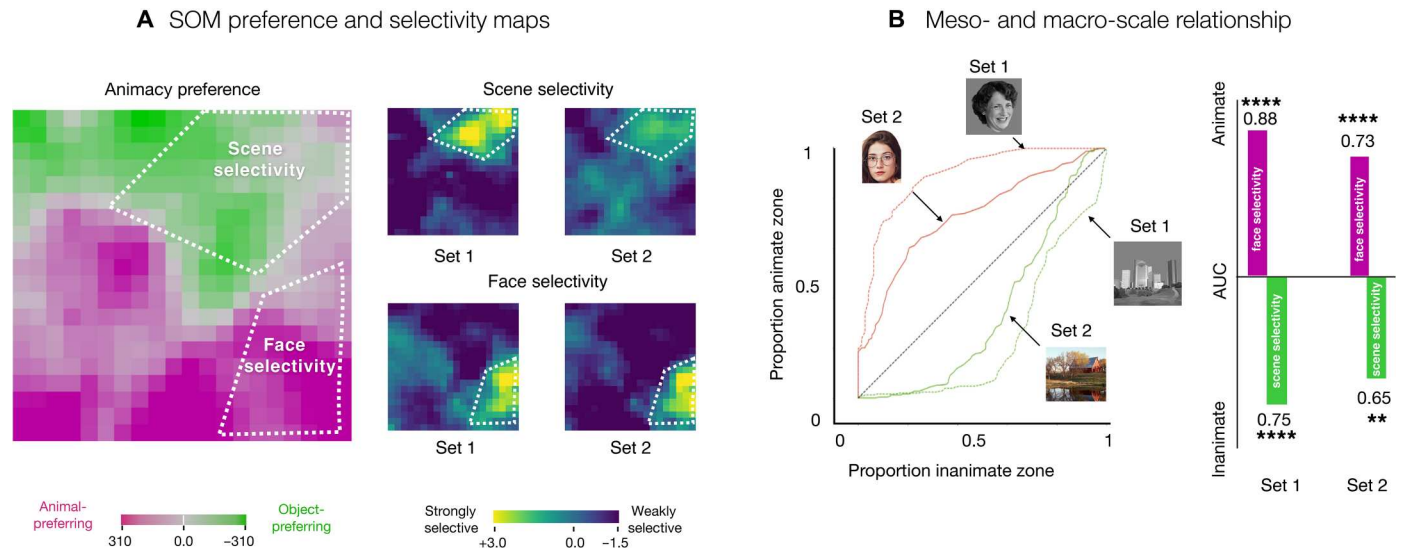 A SOM preference and selectivity maps
Animacy preference
Scene
selectivity
Face
selectivity
Animal-
preferring
Object-
preferring
310
0.0
−310
Scene selectivity
Set 1
Set 2
Face selectivity
Set 1
Set 2
Strongly
selective
Weakly
selective
+3.0
0.0
−1.5
B Meso- and macro-scale relationship
Set 1
Set 2
Set 1
Set 2
Proportion animate zone
1
0.5
0
0
0.5
1
Proportion inanimate zone
Animate
AUC
Inanimate
****
0.88
face selectivity
****
0.73
face selectivity
scene selectivity
0.75
****
scene selectivity
0.65
**
Set 1
Set 2